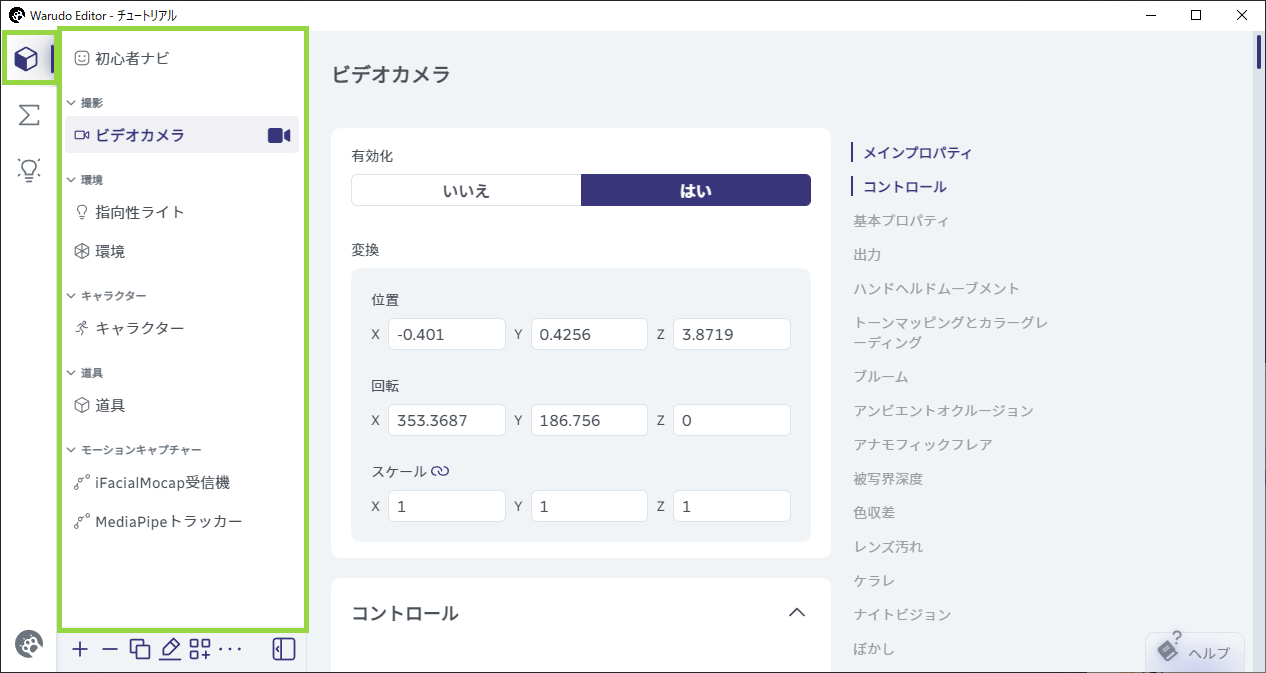 Warudo Editor - チュートリアル
初心者ナビ
撮影
ビデオカメラ
環境
指向性ライト
環境
キャラクター
キャラクター
道具
道具
モーションキャプチャー
iFacialMocap受信機
MediaPipeトラッカー
ビデオカメラ
有効化
いいえ はい
変換
位置
X -0.401 Y 0.4256 Z 3.8719
回転
X 353.3687 Y 186.756 Z 0
スケール
X 1 Y 1 Z 1
コントロール
メインプロパティ
コントロール
基本プロパティ
出力
ハンドヘルドムーブメント
トーンマッピングとカラーグレ
ーディング
ブルーム
アンビエントオクルージョン
アナモフィックフレア
被写界深度
色収差
レンズ汚れ
ケラレ
ナイトビジョン
ぼかし
ヘルプ